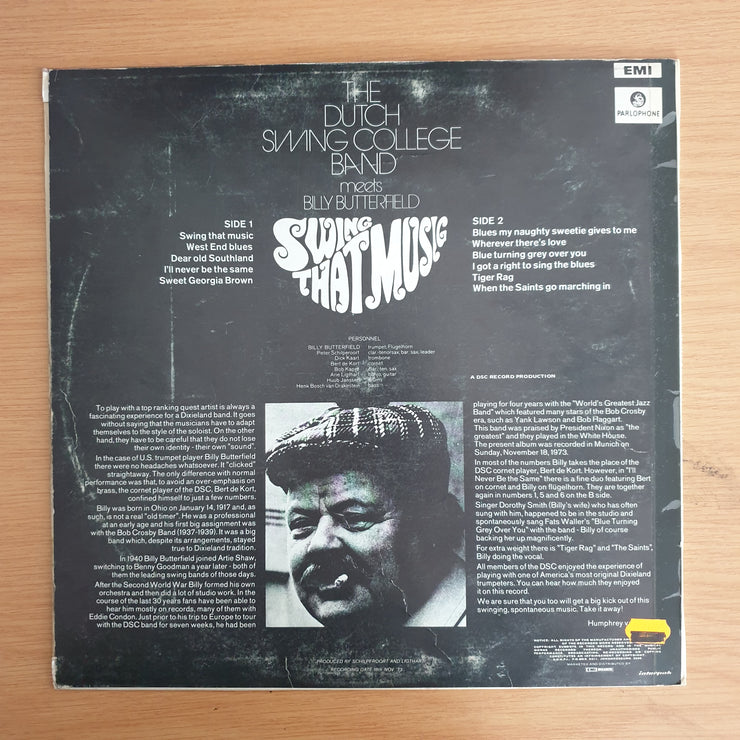 EMI
PARLOPHONE
THE
DUTCH
SWING COLLEGE
BAND
meets
BILLY BUTTERFIELD
SWING
THAT MUSIC
SIDE 1
Swing that music
West End blues
Dear old Southland
I'll never be the same
Sweet Georgia Brown
SIDE 2
Blues my naughty sweetie gives to me
Wherever there's love
Blue turning grey over you
I got a right to sing the blues
Tiger Rag
When the Saints go marching in
PERSONNEL
BILLY BUTTERFIELD trumpet, Flugelhorn
Peter Schilperoort clar, tenorsax, bar. sax, leader
Dick Kaart trombone
Bert de Kort cornet
Bob Kaper clar, ten. sax
Arie Ligthart banjo, guitar
Huub Janssen drums
Henk Bosch van Drakestein bass
A DSC RECORD PRODUCTION
To play with a top ranking guest artist is always a
fascinating experience for a Dixieland band. It goes
without saying that the musicians have to adapt
themselves to the style of the soloist. On the other
hand, they have to be careful that they do not lose
their own identity - their own "sound".
In the case of U.S. trumpet player Billy Butterfield
there were no headaches whatsoever. It "clicked"
straightaway. The only difference with normal
performance was that, to avoid an over-emphasis on
brass, the cornet player of the DSC, Bert de Kort,
confined himself to just a few numbers.
Billy was born in Ohio on January 14, 1917 and, as
such, is not a real "old timer". He was a professional
at an early age and his first big assignment was
with the Bob Crosby Band (1937-1939). It was a big
band which, despite its arrangements, stayed
true to Dixieland tradition.
In 1940 Billy Butterfield joined Artie Shaw,
switching to Benny Goodman a year later - both of
them the leading swing bands of those days.
After the Second World War Billy formed his own
orchestra and then did a lot of studio work. In the
course of the last 30 years fans have been able to
hear him mostly on records, many of them with
Eddie Condon. Just prior to his trip to Europe to tour
with the DSC band for seven weeks, he had been
playing for four years with the "World's Greatest Jazz
Band" which featured many stars of the Bob Crosby
era, such as Yank Lawson and Bob Haggart.
This band was praised by President Nixon as "the
greatest" and they played in the White House.
The present album was recorded in Munich on
Sunday, November 18, 1973.
In most of the numbers Billy takes the place of the
DSC cornet player, Bert de Kort. However, in "I'll
Never Be the Same" there is a fine duo featuring Bert
on cornet and Billy on flügelhorn. They are together
again in numbers 1, 5 and 6 on the B side.
Singer Dorothy Smith (Billy's wife) who has often
sung with him, happened to be in the studio and
spontaneously sang Fats Waller's "Blue Turning
Grey Over You" with the band - Billy of course
backing her up magnificently.
For extra weight there is "Tiger Rag" and "The Saints",
Billy doing the vocal.
All members of the DSC enjoyed the experience of
playing with one of America's most original Dixieland
trumpeters. You can hear how much they enjoyed
it on this record.
We are sure that you too will get a big kick out of this
swinging, spontaneous music. Take it away!
Humphrey
PRODUCED BY SCHILPEROORT AND LIGTHART
RECORDING DATE 18th NOV. '73
MARKETED AND DISTRIBUTED BY
EMI
interpak